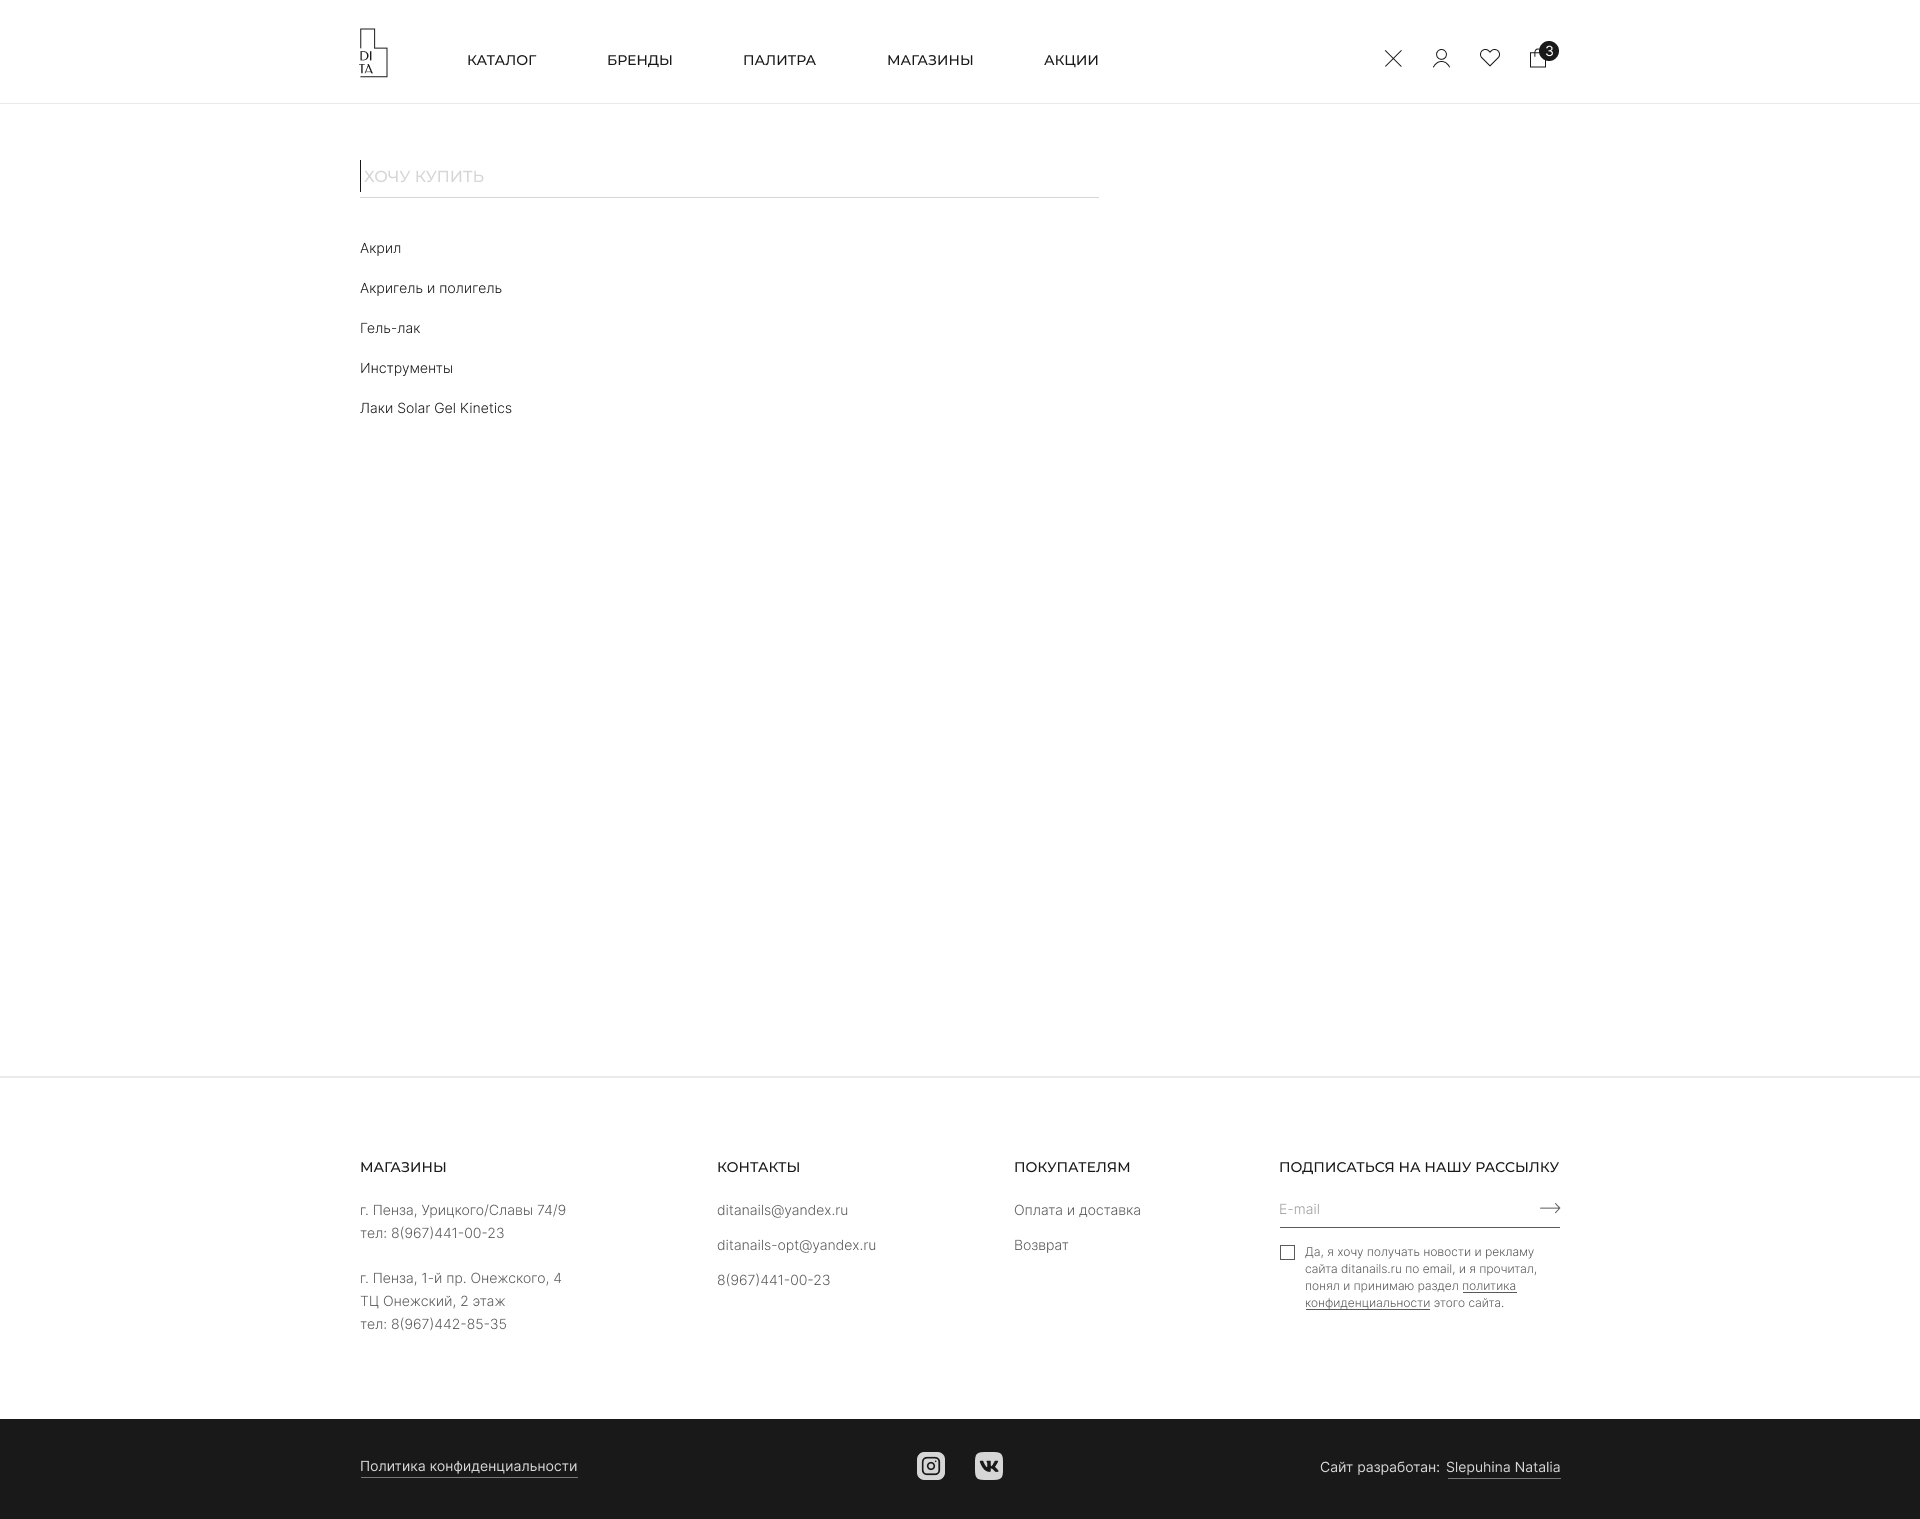 DI
TA
КАТАЛОГ БРЕНДЫ ПАЛИТРА МАГАЗИНЫ АКЦИИ 3
ХОЧУ КУПИТЬ
Акрил
Акригель и полигель
Гель-лак
Инструменты
Лаки Solar Gel Kinetics
МАГАЗИНЫ
г. Пенза, Урицкого/Славы 74/9
тел: 8(967)441-00-23
г. Пенза, 1-й пр. Онежского, 4
ТЦ Онежский, 2 этаж
тел: 8(967)442-85-35
КОНТАКТЫ
ditanails@yandex.ru
ditanails-opt@yandex.ru
8(967)441-00-23
ПОКУПАТЕЛЯМ
Оплата и доставка
Возврат
ПОДПИСАТЬСЯ НА НАШУ РАССЫЛКУ
E-mail
Да, я хочу получать новости и рекламу
сайта ditanails.ru по email, и я прочитал,
понял и принимаю раздел политика
конфиденциальности этого сайта.
Политика конфиденциальности
Сайт разработан: Slepuhina Natalia